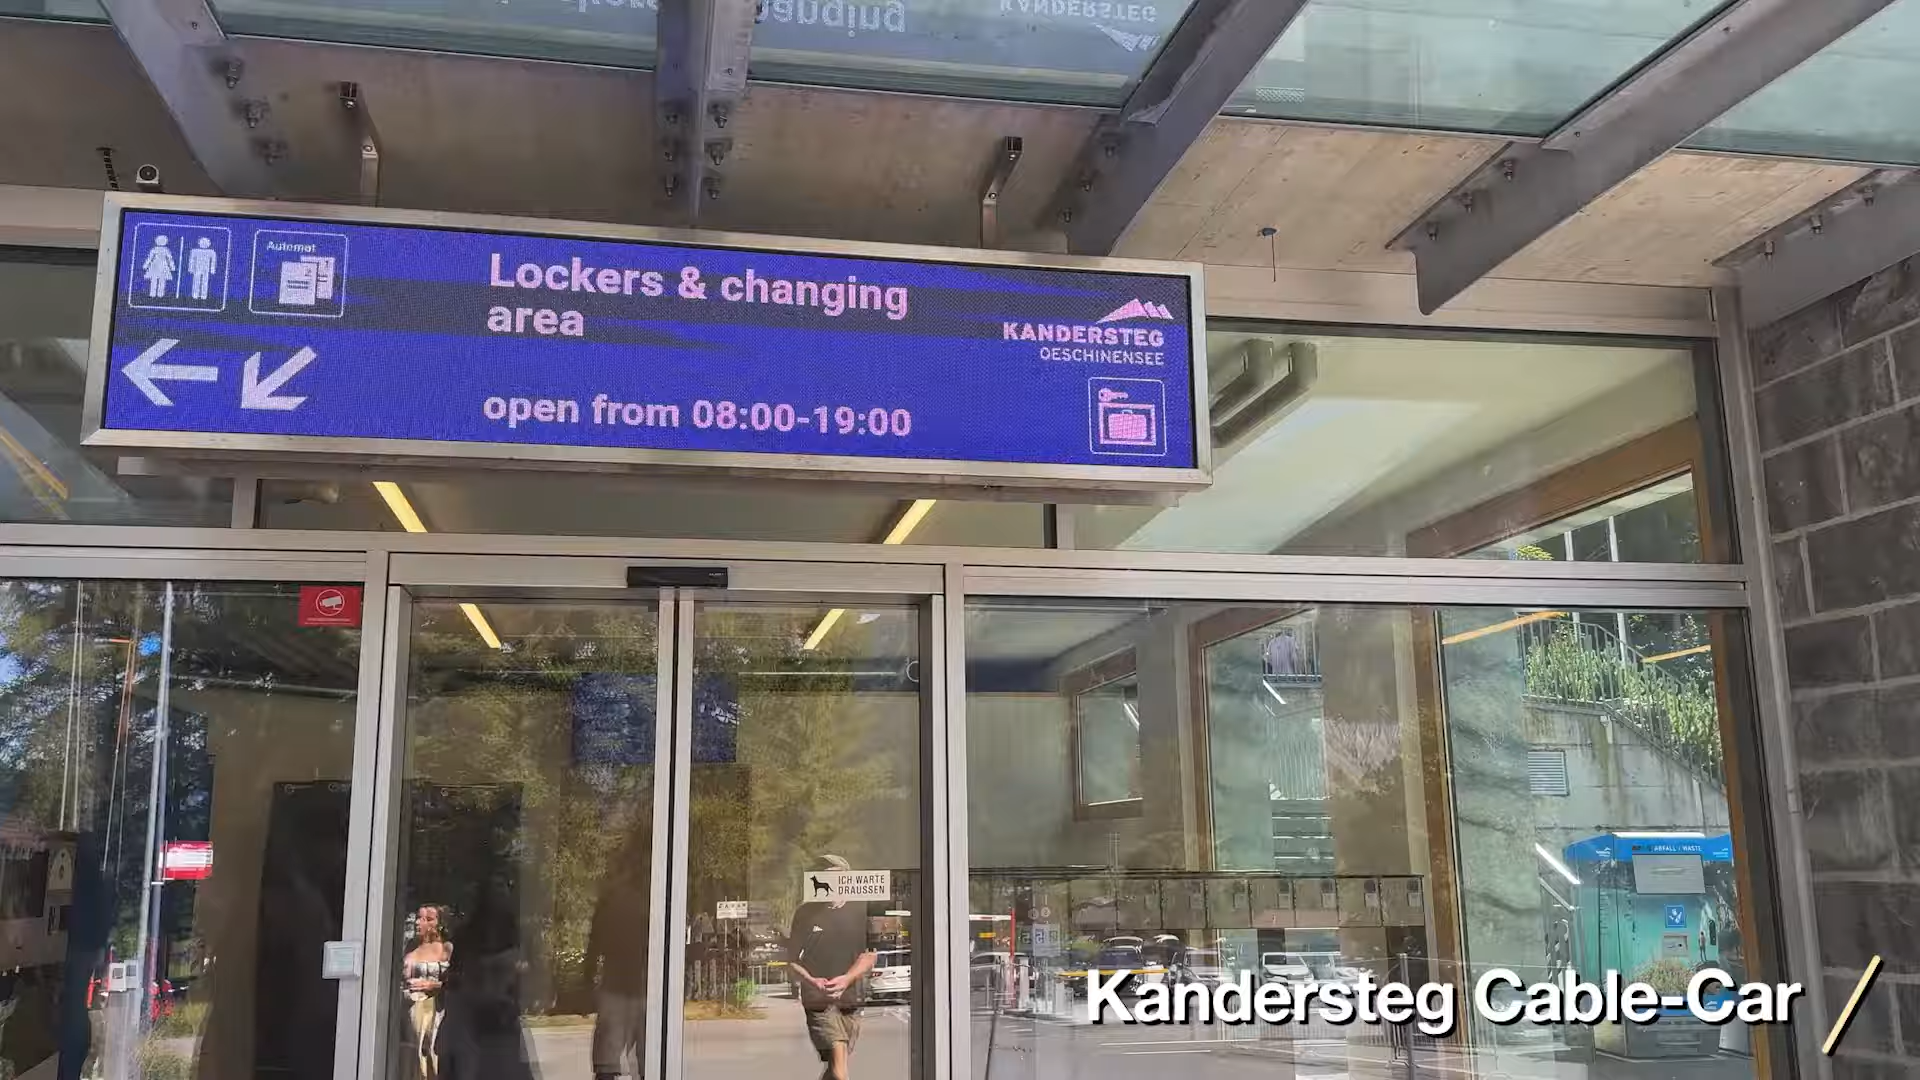 Automat
Lockers & changing
area
open from 08:00-19:00
KANDERSTEG
OESCHINENSEE
ICH WARTE
DRAUSSEN
ABFALL / WASTE
Kandersteg Cable-Car